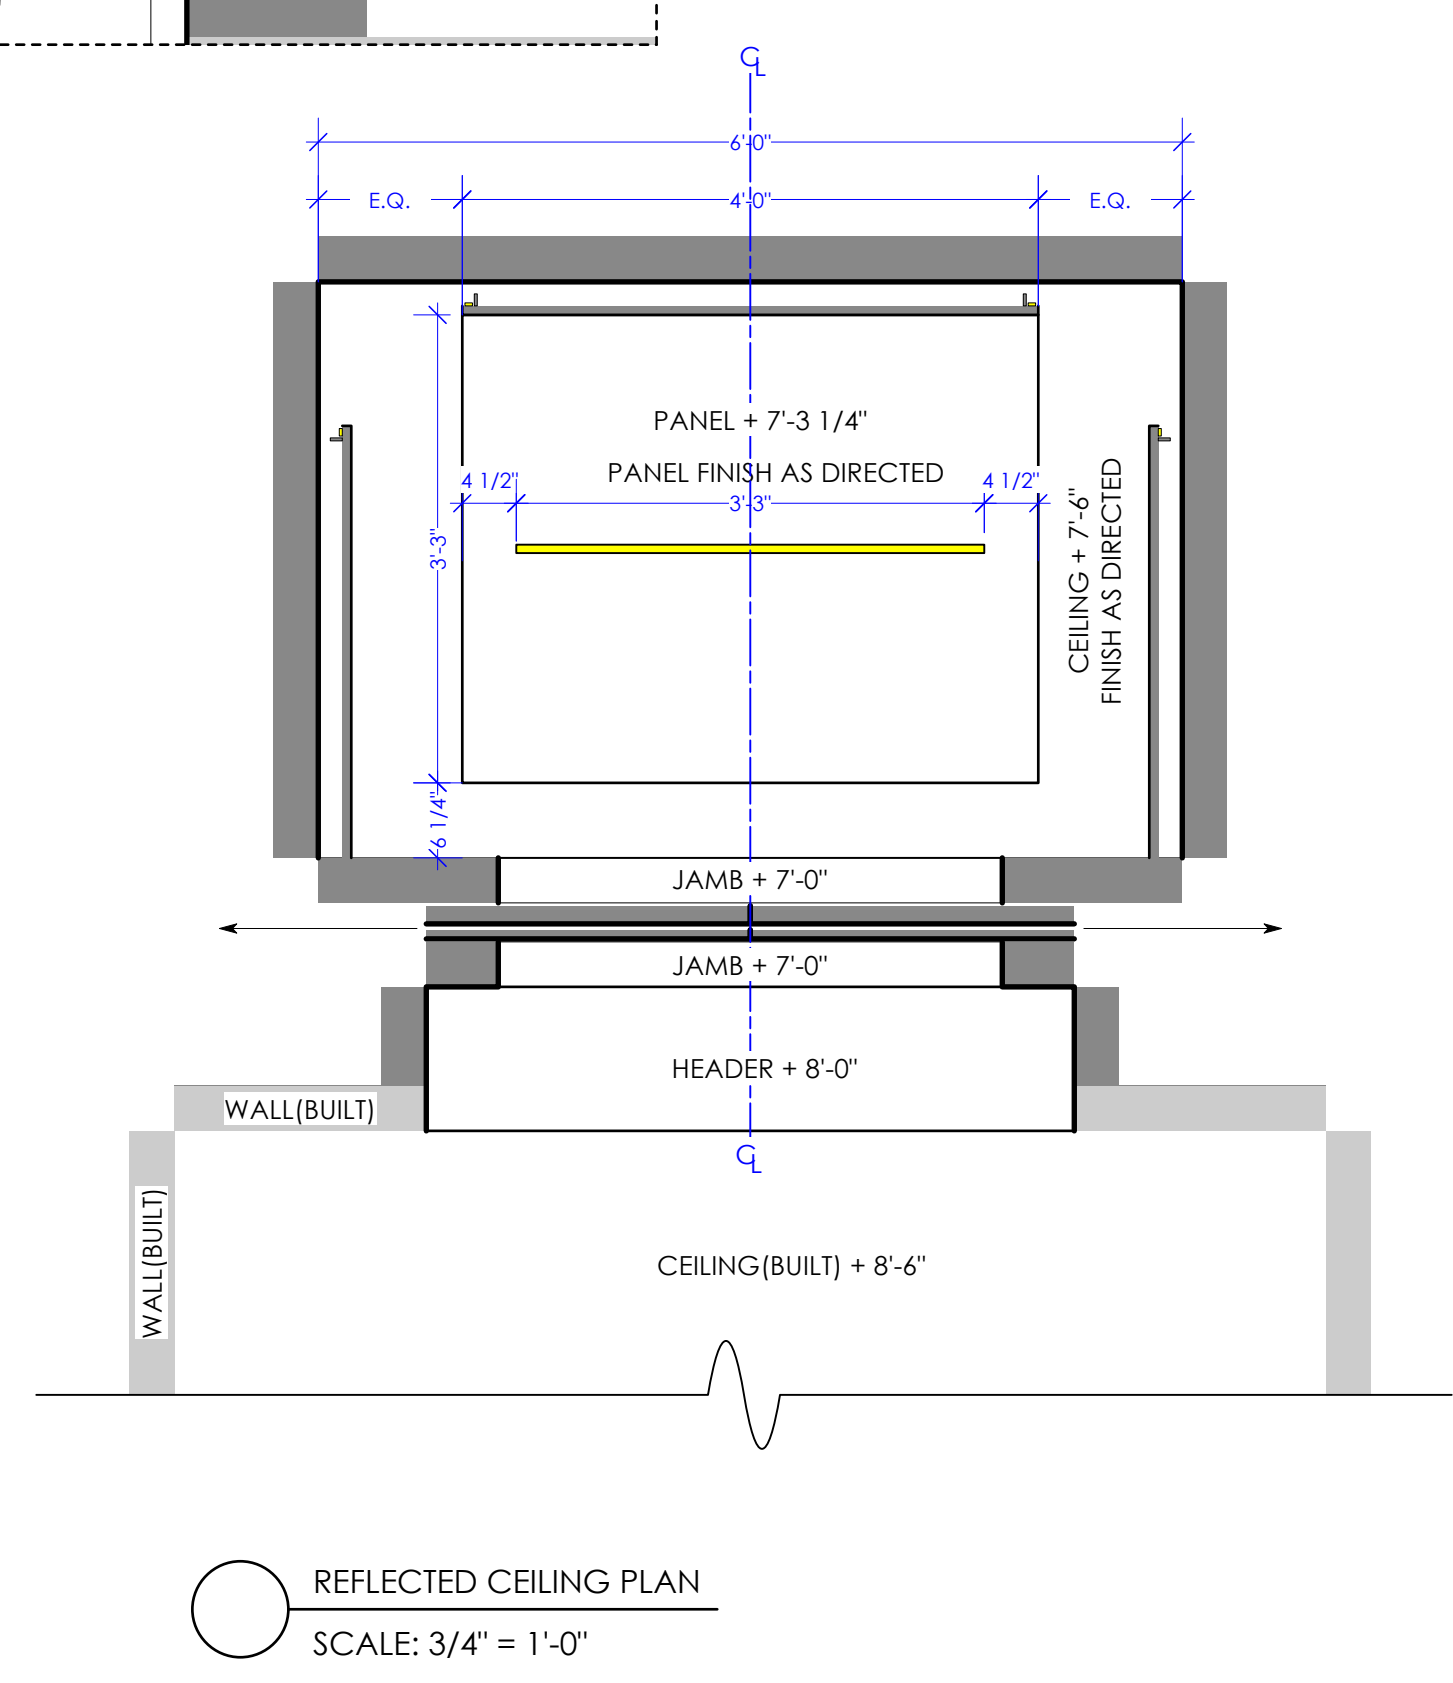 CL
6'-0"
E.Q.
4'-0"
E.Q.
PANEL + 7'-3 1/4"
PANEL FINISH AS DIRECTED
4 1/2"
3'-3"
4 1/2"
3'-3"
CEILING + 7'-6"
FINISH AS DIRECTED
6 1/4"
JAMB + 7'-0"
JAMB + 7'-0"
HEADER + 8'-0"
WALL(BUILT)
CL
WALL(BUILT)
CEILING(BUILT) + 8'-6"
REFLECTED CEILING PLAN
SCALE: 3/4" = 1'-0"